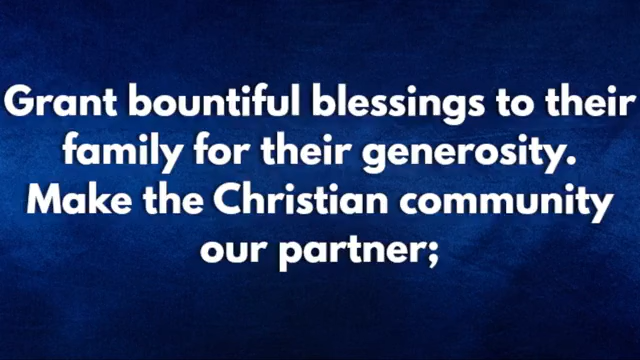 Grant bountiful blessings to their
family for their generosity.
Make the Christian community
our partner;